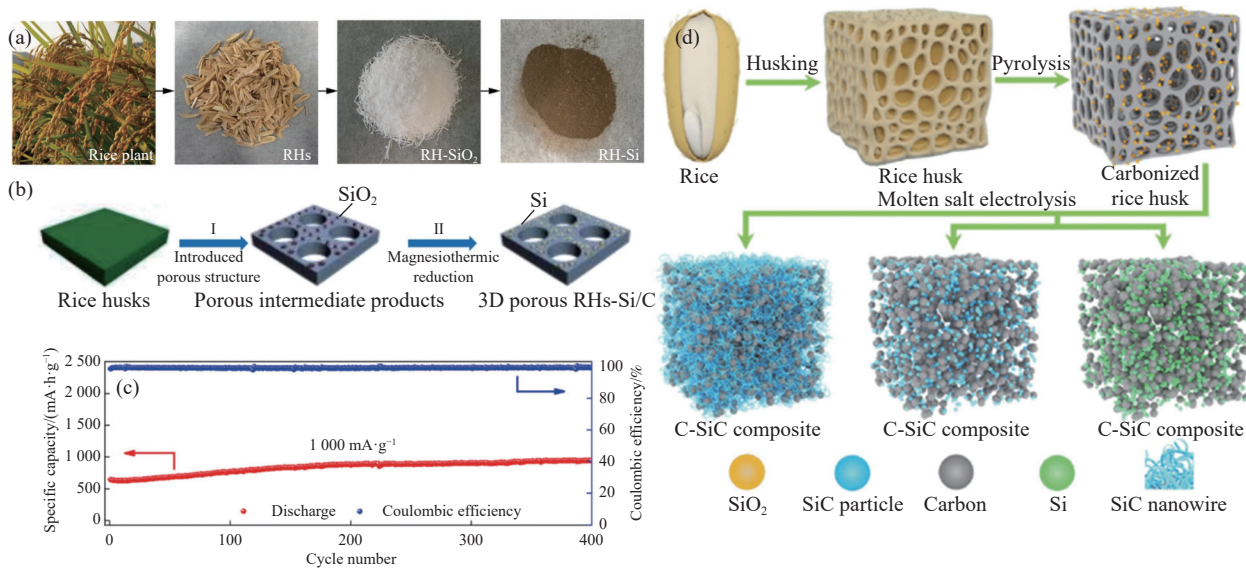 (a)
Rice plant
RHs
RH-SiO₂
RH-Si
(b)
SiO₂
Si
I
II
Introduced
porous structure
Magnesiothermic
reduction
Rice husks
Porous intermediate products
3D porous RHs-Si/C
(c)
Specific capacity/(mA·h·g⁻¹)
2 500
2 000
1 500
1 000
500
0
100
80
60
40
20
0
Coulombic efficiency/%
1 000 mA·g⁻¹
Discharge
Coulombic efficiency
0
100
200
300
400
Cycle number
(d)
Husking
Pyrolysis
Rice
Rice husk
Carbonized
rice husk
Molten salt electrolysis
C-SiC composite
C-SiC composite
C-SiC composite
SiO₂
SiC particle
Carbon
Si
SiC nanowire